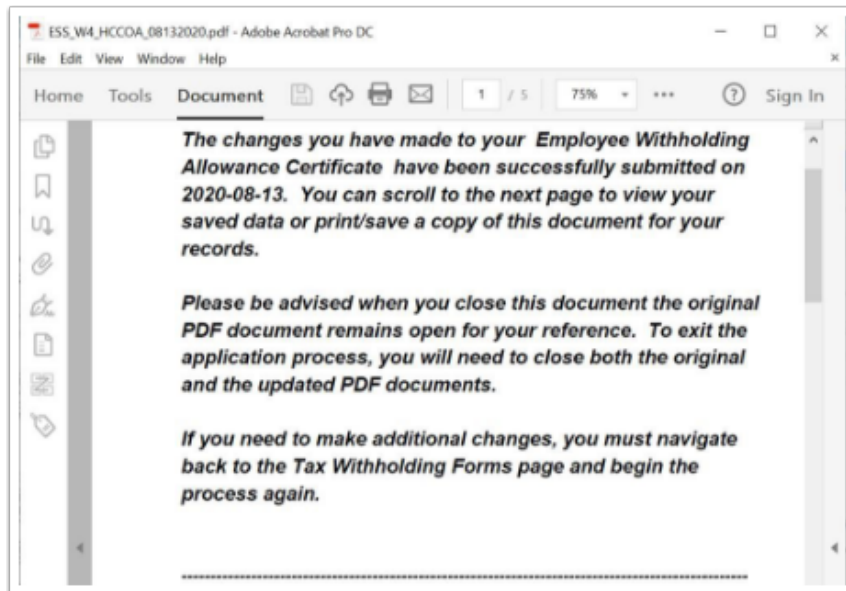 ESS_W4_HCCOA_08132020.pdf - Adobe Acrobat Pro DC
File Edit View Window Help
Home Tools Document 1 / 5 75% ••• ? Sign In
The changes you have made to your Employee Withholding
Allowance Certificate have been successfully submitted on
2020-08-13. You can scroll to the next page to view your
saved data or print/save a copy of this document for your
records.
Please be advised when you close this document the original
PDF document remains open for your reference. To exit the
application process, you will need to close both the original
and the updated PDF documents.
If you need to make additional changes, you must navigate
back to the Tax Withholding Forms page and begin the
process again.